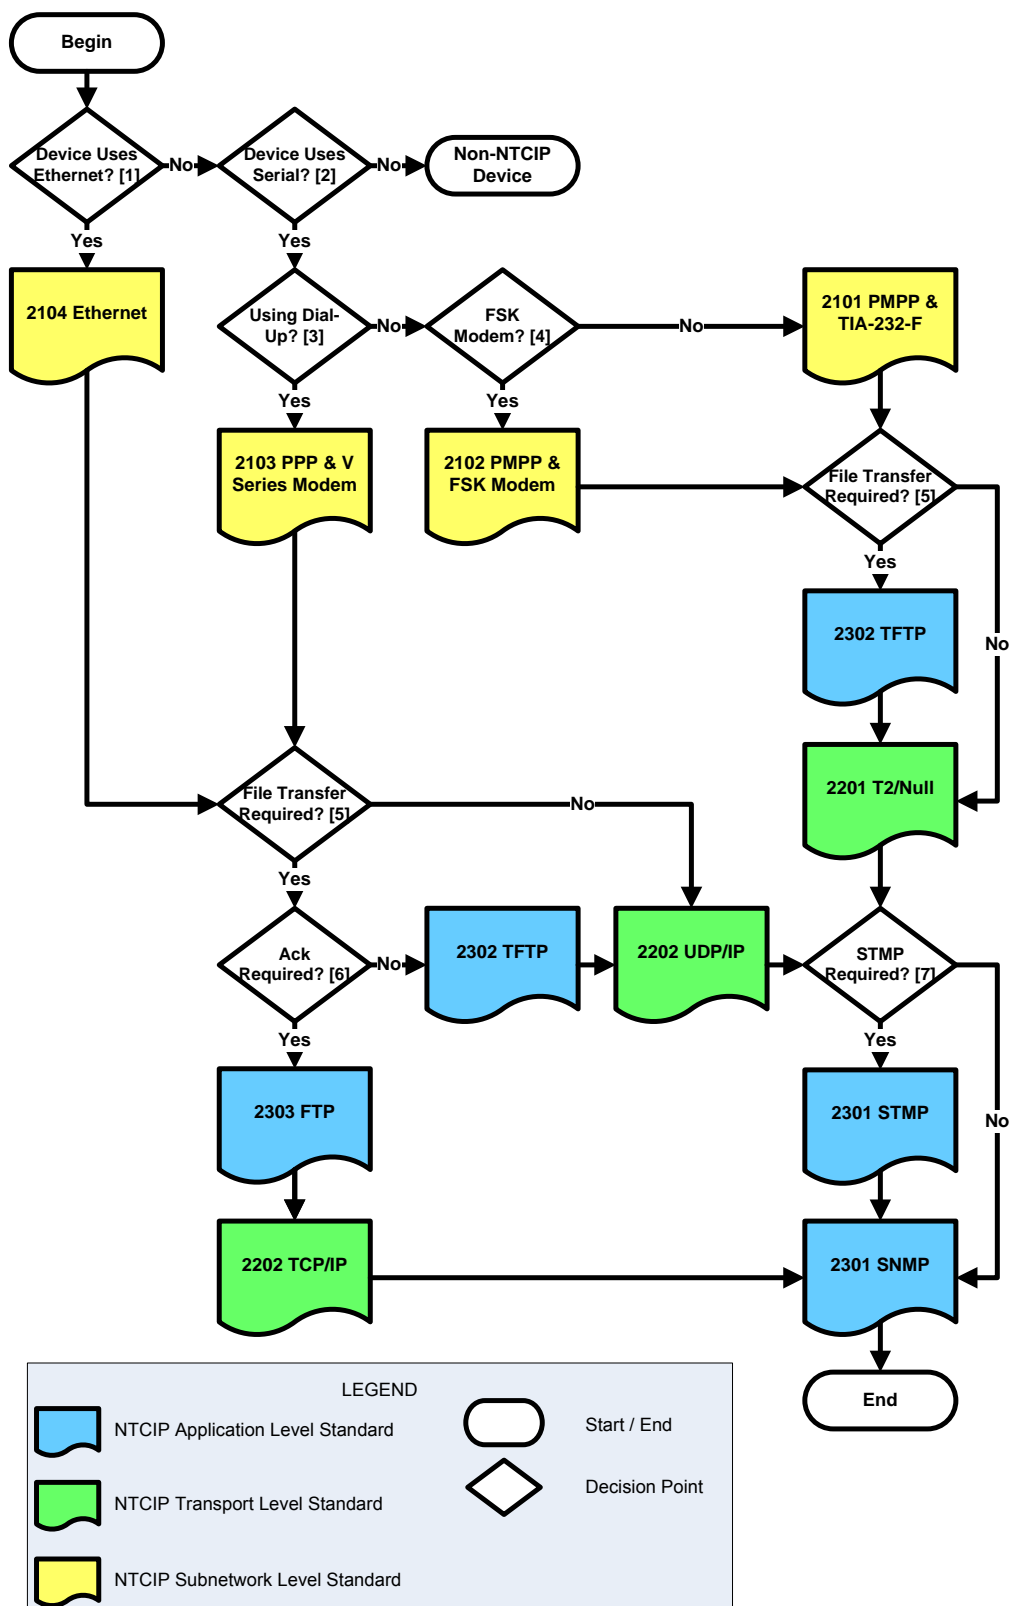 Begin
Device Uses
Ethernet? [1]
No
Device Uses
Serial? [2]
No
Non-NTCIP
Device
Yes
Yes
2104 Ethernet
Using Dial-
Up? [3]
No
FSK
Modem? [4]
No
2101 PMPP &
TIA-232-F
Yes
Yes
2103 PPP & V
Series Modem
2102 PMPP &
FSK Modem
File Transfer
Required? [5]
Yes
2302 TFTP
No
2201 T2/Null
File Transfer
Required? [5]
No
Yes
Ack
Required? [6]
No
2302 TFTP
2202 UDP/IP
STMP
Required? [7]
Yes
Yes
2303 FTP
2301 STMP
No
2202 TCP/IP
2301 SNMP
End
LEGEND
NTCIP Application Level Standard
Start / End
NTCIP Transport Level Standard
Decision Point
NTCIP Subnetwork Level Standard